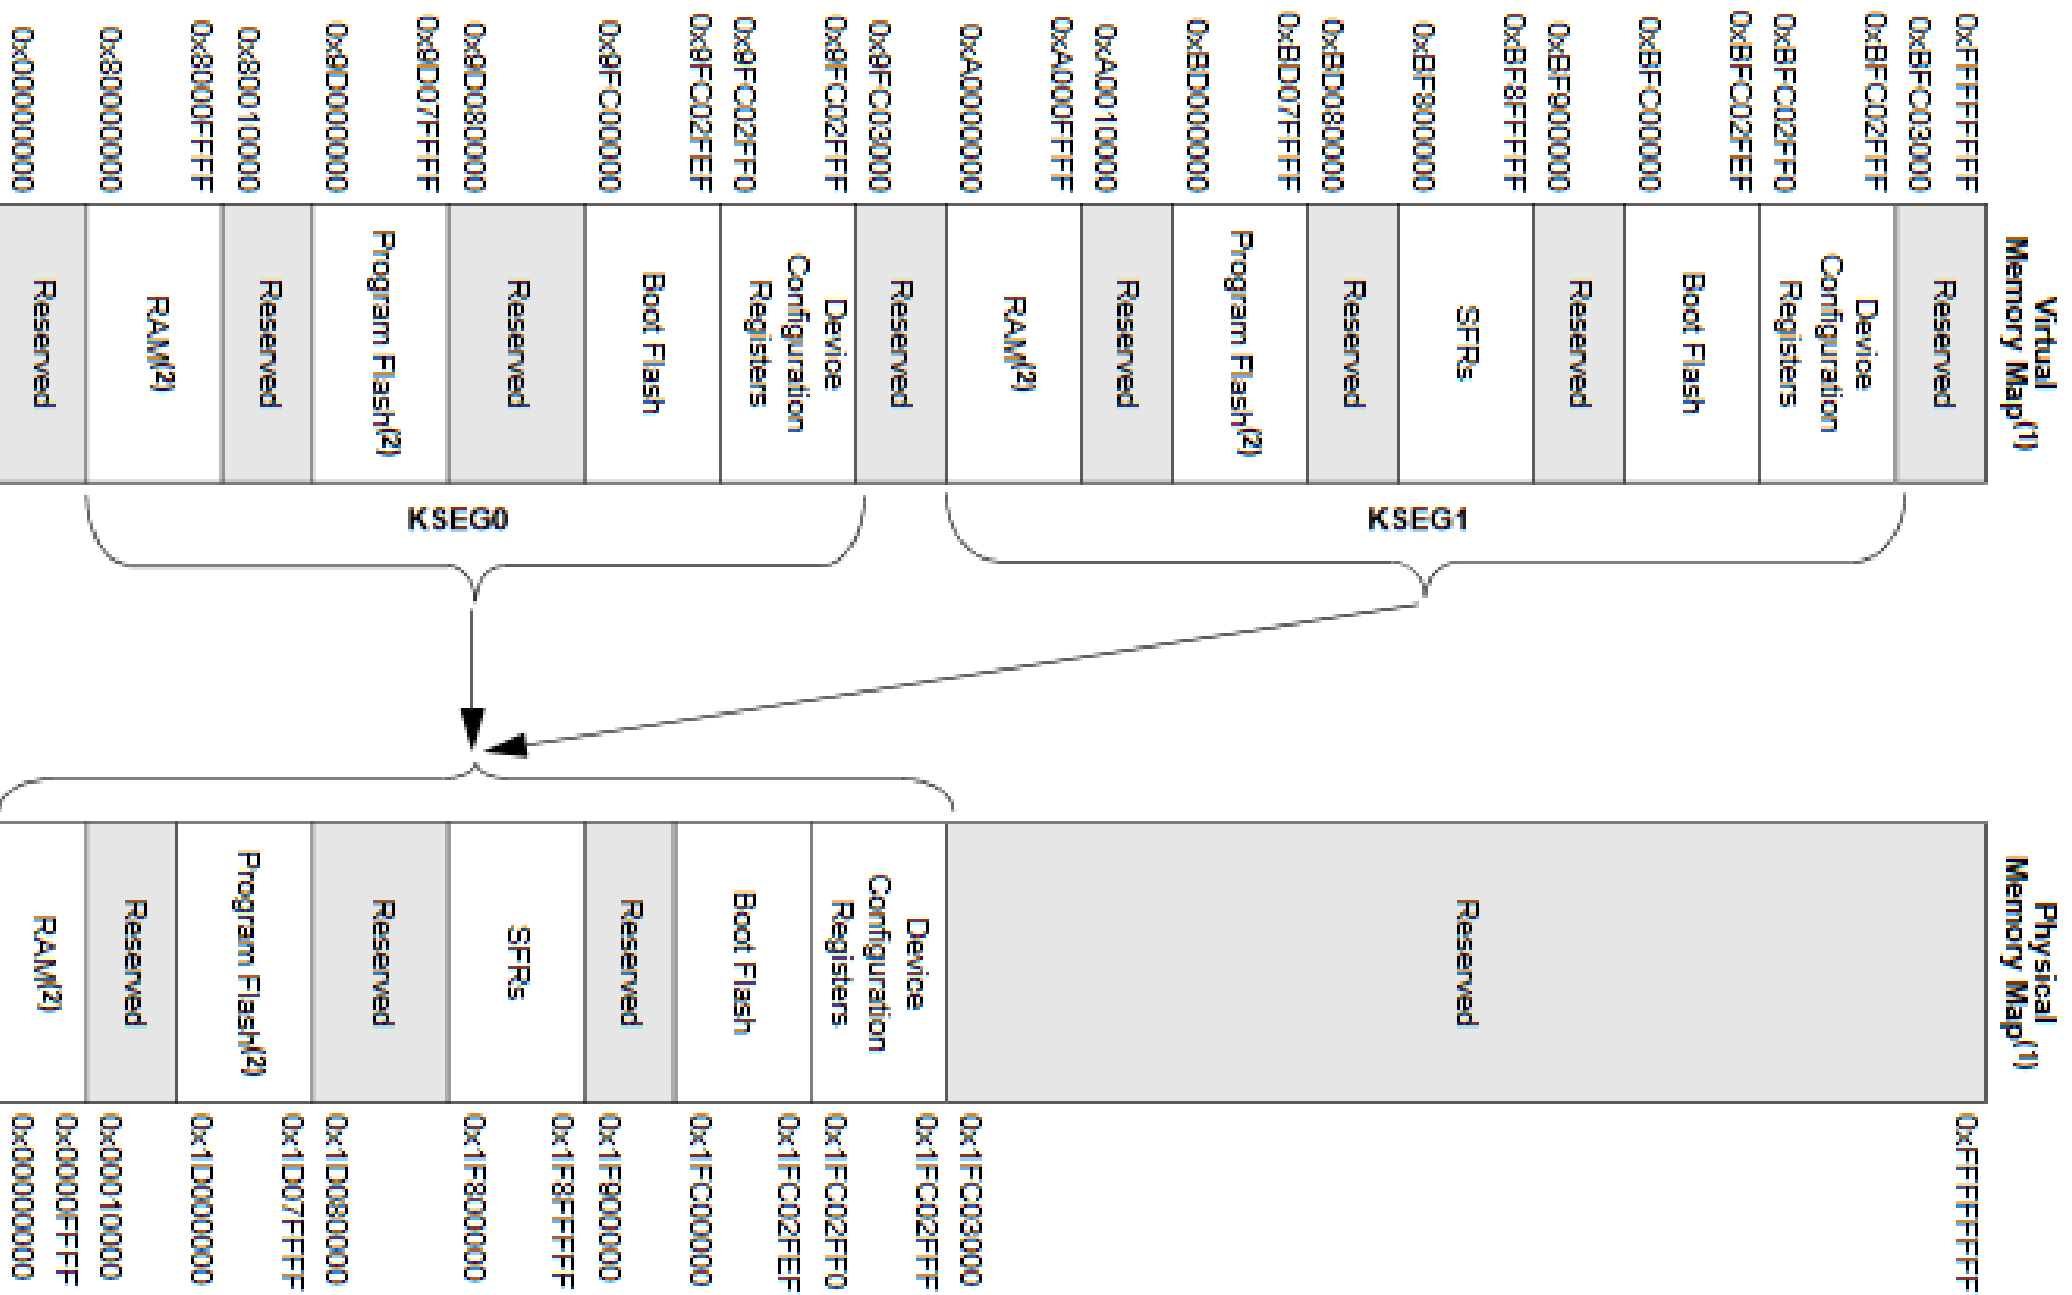 Virtual
Memory Map(1)
0xFFFFFFFF
Reserved
0xBFC03000
0xBFC02FFF
Device
Configuration
Registers
0xBFC02FF0
0xBFC02FEF
Boot Flash
0xBFC00000
0xBF900000
Reserved
0xBF8FFFFF
SFRs
0xBF800000
0xBD080000
Reserved
0xBD07FFFF
Program Flash(2)
0xBD000000
0xA0010000
Reserved
0xA000FFFF
RAM(2)
0xA0000000
0x9FC03000
Reserved
0x9FC02FFF
Device
Configuration
Registers
0x9FC02FF0
0x9FC02FEF
Boot Flash
0x9FC00000
0x9D080000
Reserved
0x9D07FFFF
Program Flash(2)
0x9D000000
0x80010000
Reserved
0x8000FFFF
RAM(2)
0x80000000
Reserved
0x00000000
KSEG1
KSEG0
Physical
Memory Map(1)
0xFFFFFFFF
Reserved
0x1FC03000
0x1FC02FFF
Device
Configuration
Registers
0x1FC02FF0
0x1FC02FEF
Boot Flash
0x1FC00000
0x1F900000
Reserved
0x1F8FFFFF
SFRs
0x1F800000
0x1D080000
Reserved
0x1D07FFFF
Program Flash(2)
0x1D000000
0x00010000
Reserved
0x0000FFFF
RAM(2)
0x00000000